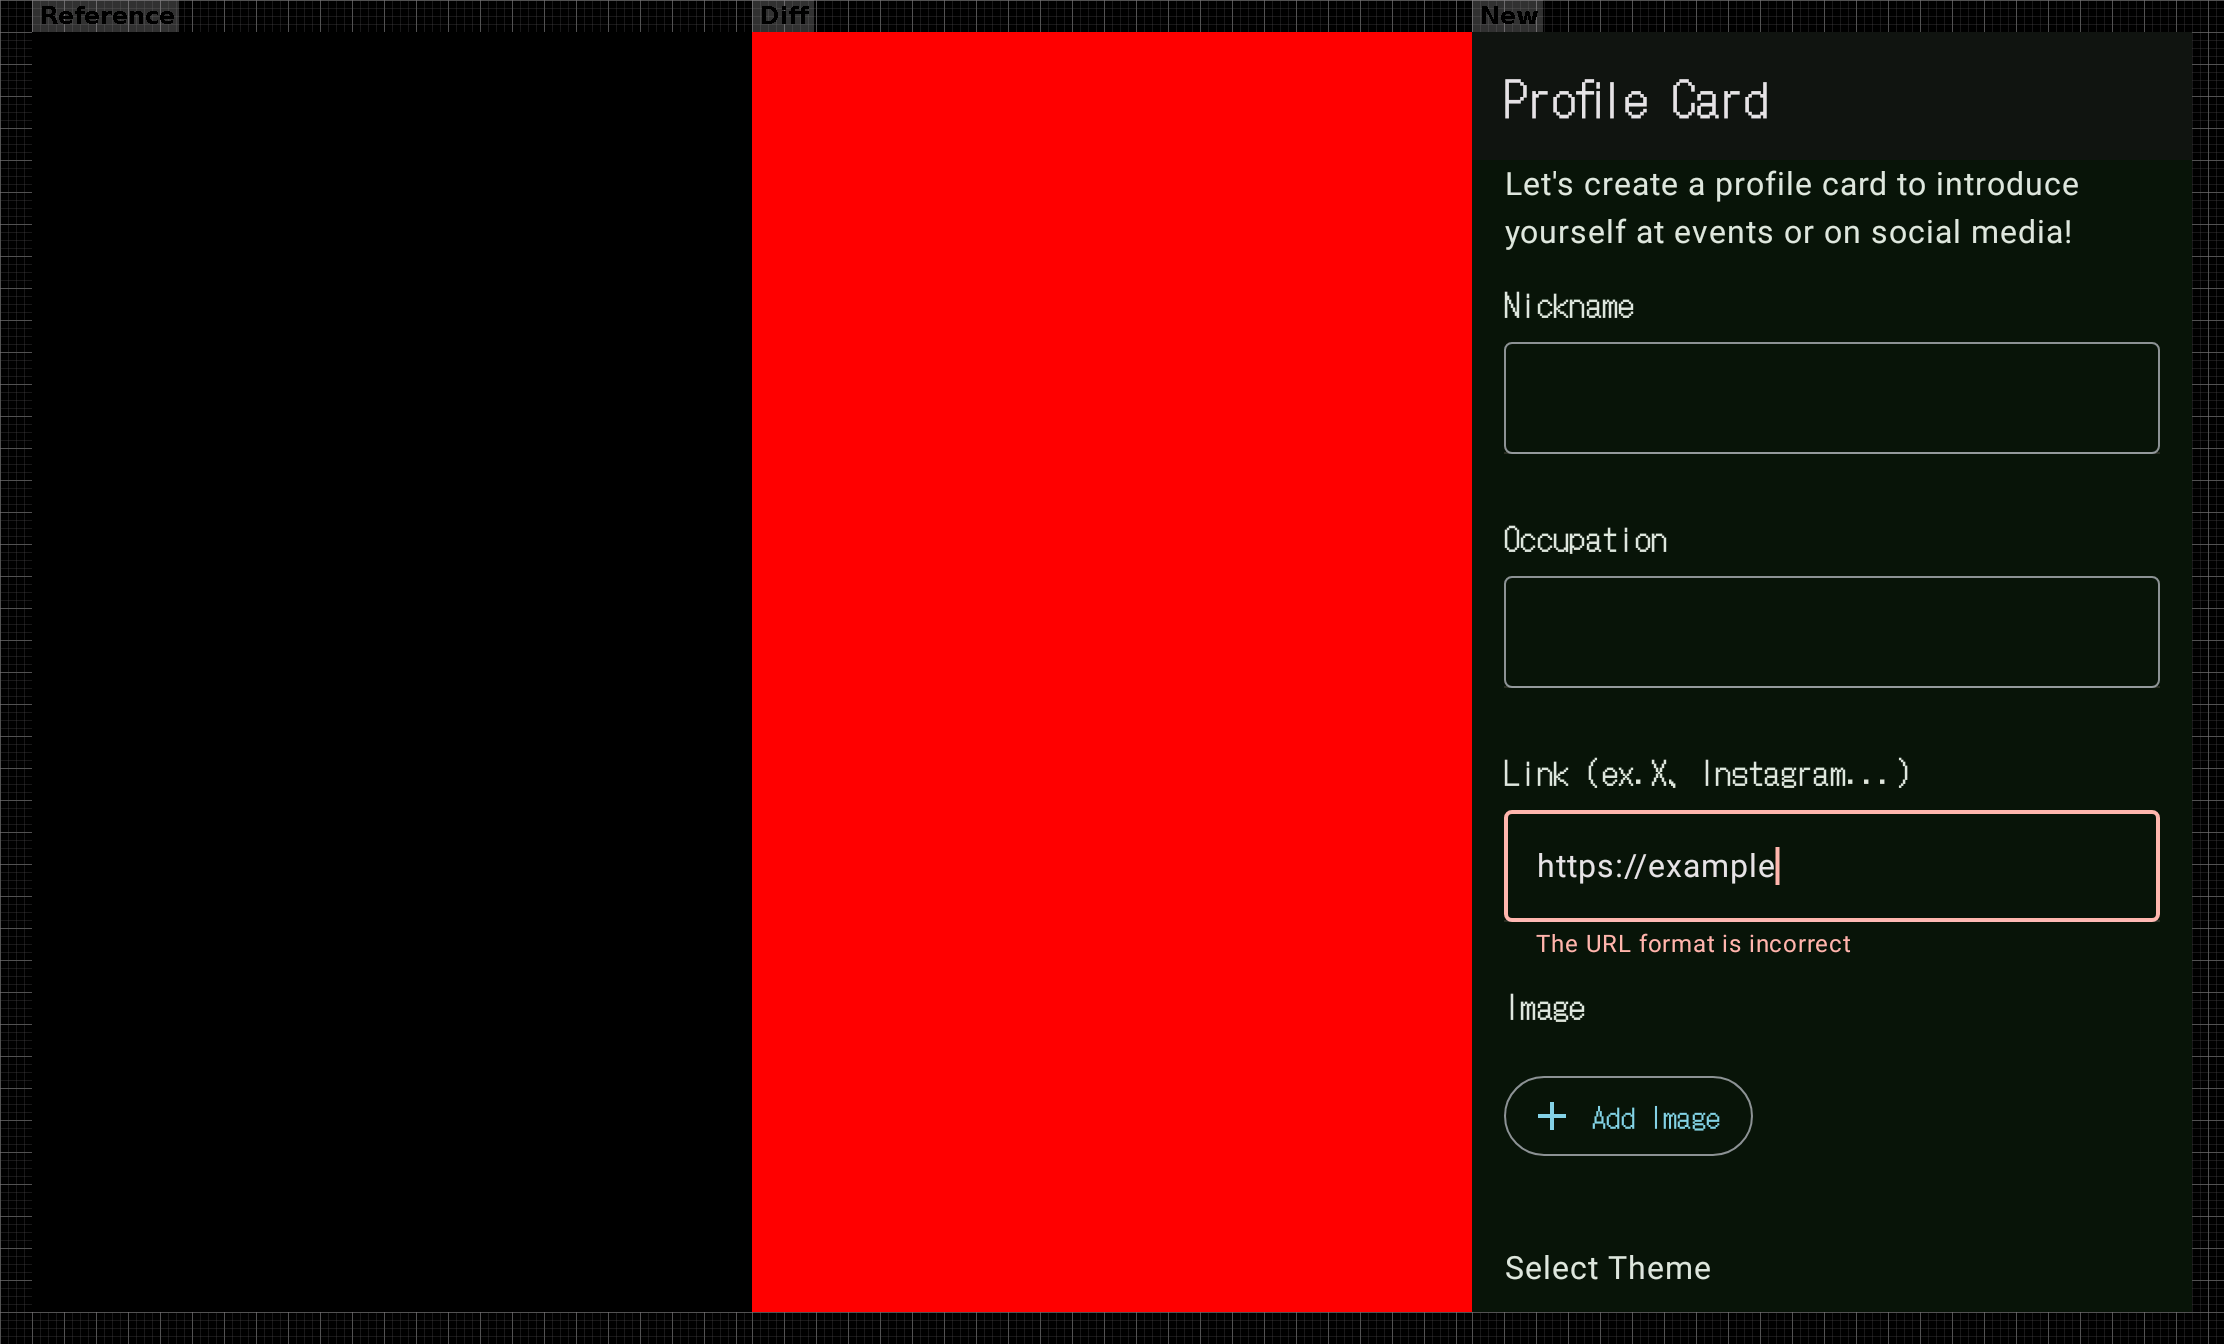 Reference
Diff
New
Profile Card
Let's create a profile card to introduce
yourself at events or on social media!
Nickname
Occupation
Link (ex.X、Instagram...)
https://example
The URL format is incorrect
Image
Add Image
Select Theme